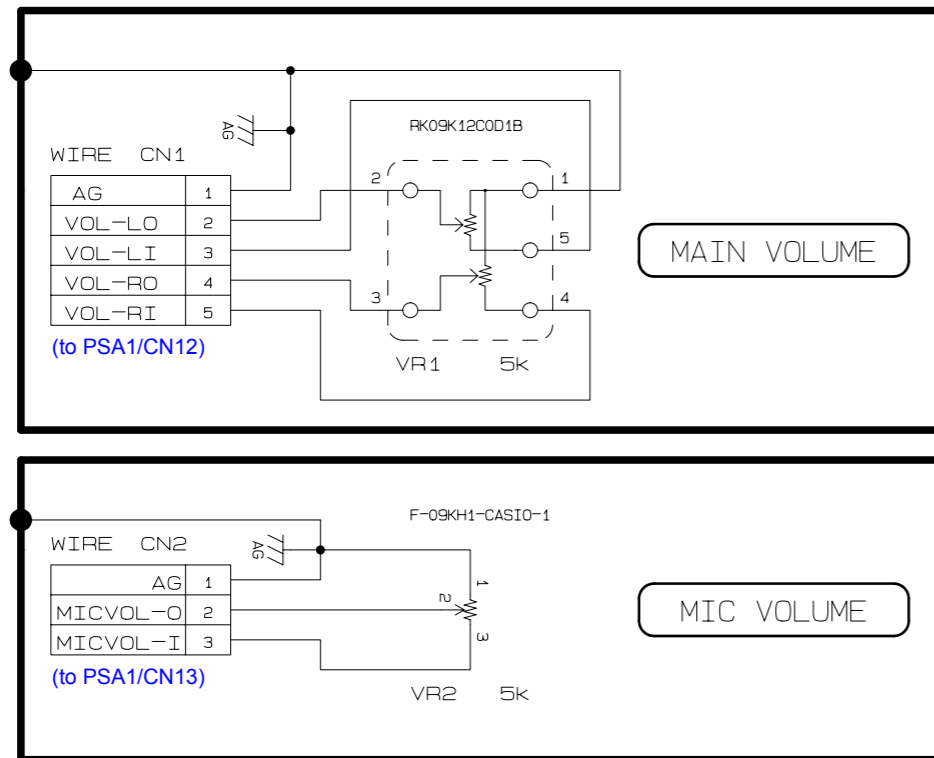 RK09K12C0D1B
AG
WIRE CN1
AG 1
VOL-LO 2
VOL-LI 3
VOL-RO 4
VOL-RI 5
(to PSA1/CN12)
2
1
5
3
4
VR1 5K
MAIN VOLUME
F-09KH1-CASIO-1
WIRE CN2
AG
AG 1
MICVOL-O 2
MICVOL-I 3
(to PSA1/CN13)
1
2
3
VR2 5K
MIC VOLUME